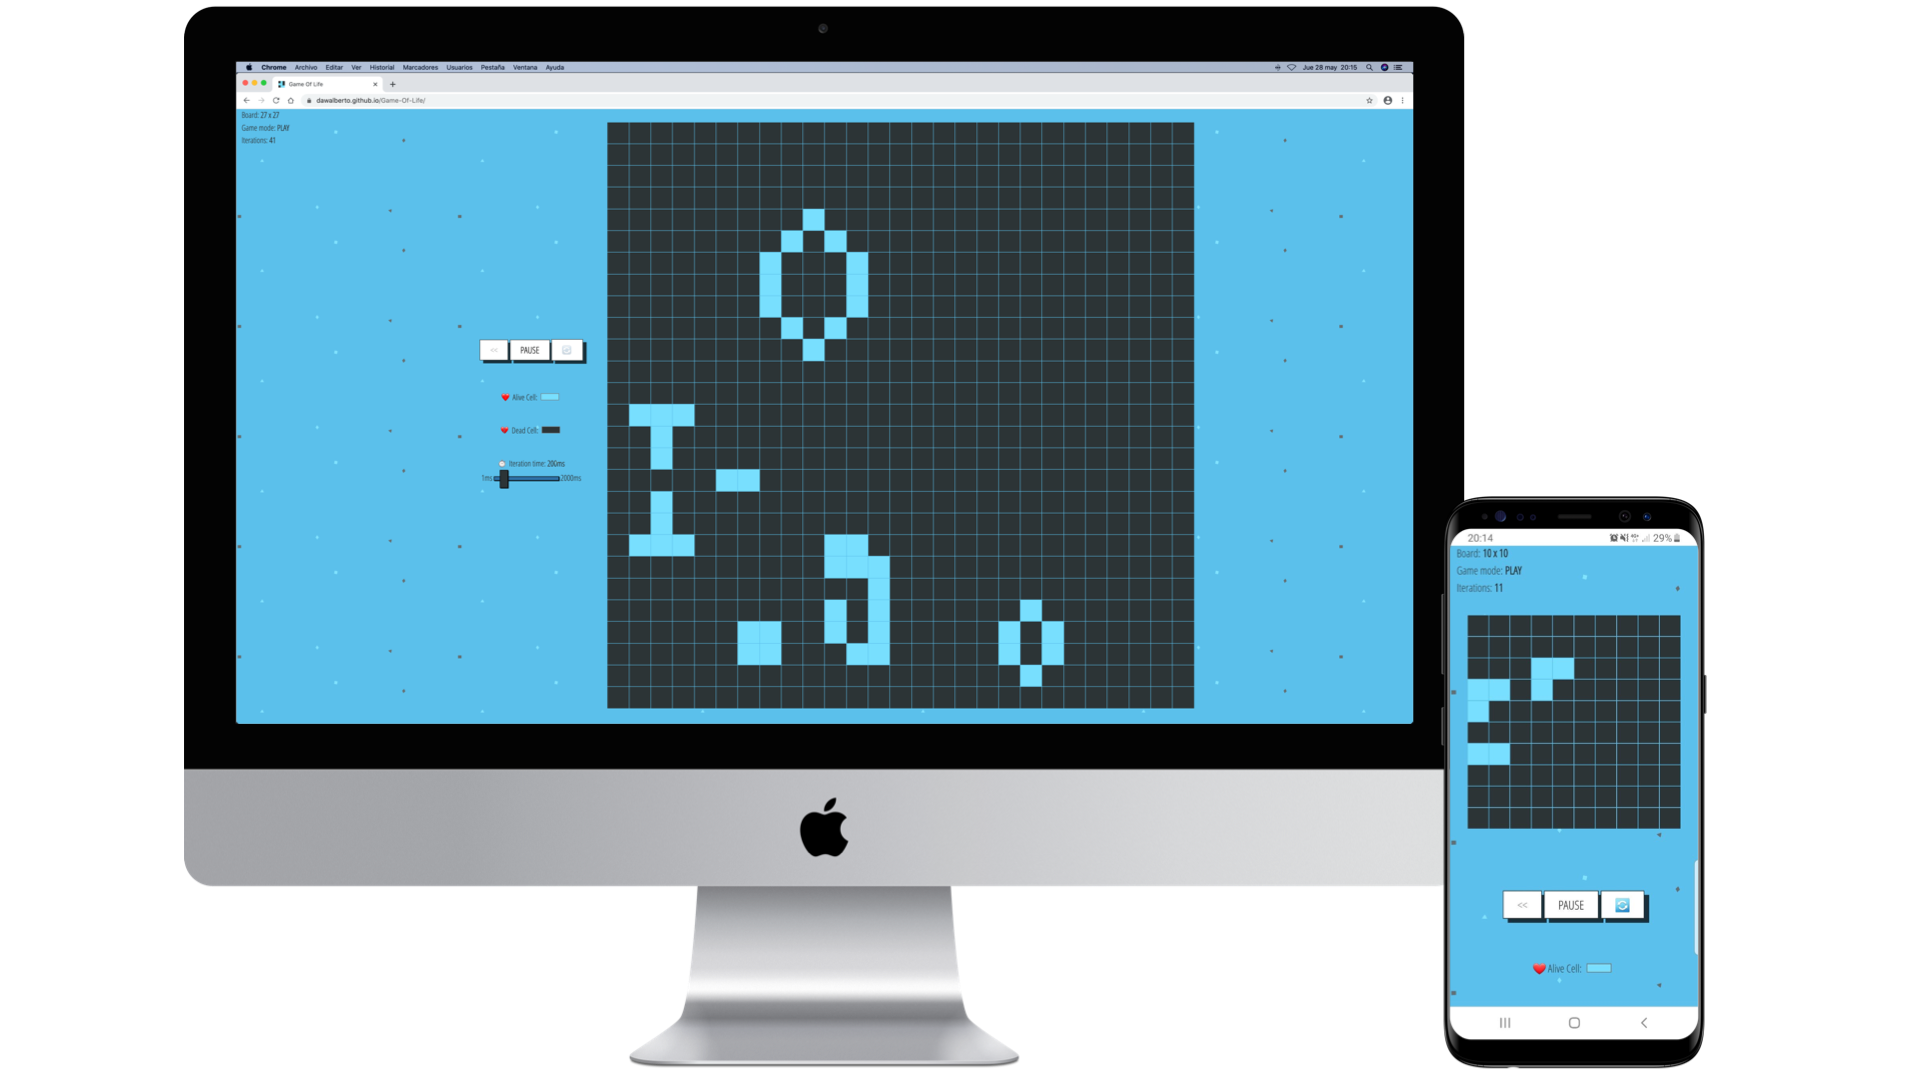 Chrome Archivo Editar Ver Historial Marcadores Usuarios Pestaña Ventana Ayuda
Jue 28 may 20:15
Game Of Life
dawalberto.github.io/Game-Of-Life/
Board: 27 x 27
Game mode: PLAY
Iterations: 41
<< PAUSE
Alive Cell:
Dead Cell:
Iteration time: 200ms
1ms 2000ms
20:14 29%
Board: 10 x 10
Game mode: PLAY
Iterations: 11
<< PAUSE
Alive Cell: